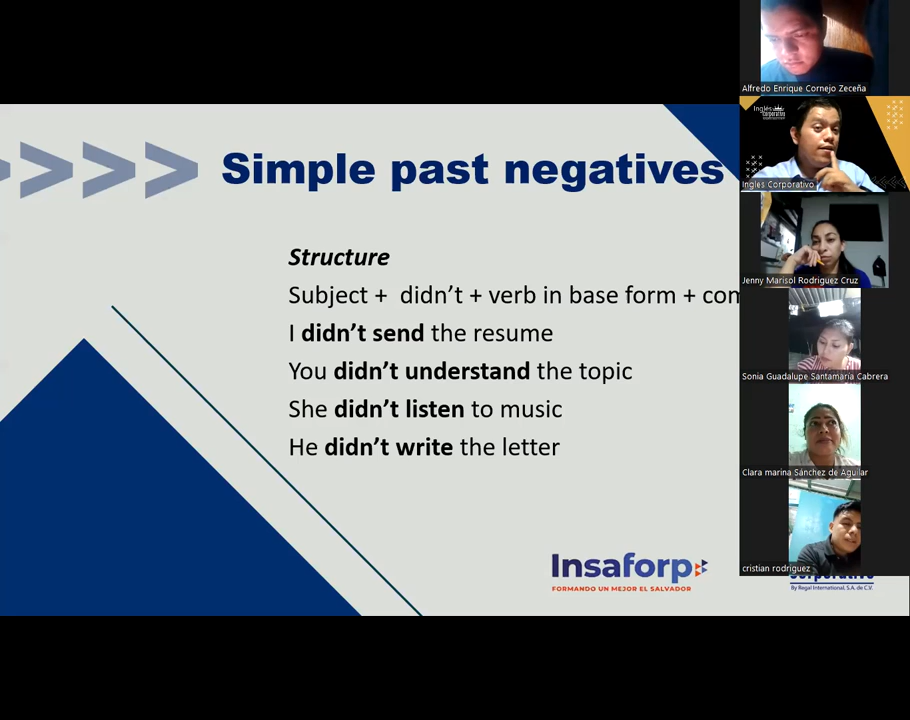 Simple past negatives
Structure
Subject + didn't + verb in base form + com
I didn't send the resume
You didn't understand the topic
She didn't listen to music
He didn't write the letter
Insaforp
FORMANDO UN MEJOR EL SALVADOR
Corporativo
By Regal International, S.A. de C.V.
Alfredo Enrique Cornejo Zeceña
Inglés
Corporativo
Ingles Corporativo
Jenny Marisol Rodriguez Cruz
Sonia Guadalupe Santamaria Cabrera
Clara marina Sánchez de Aguilar
cristian rodriguez